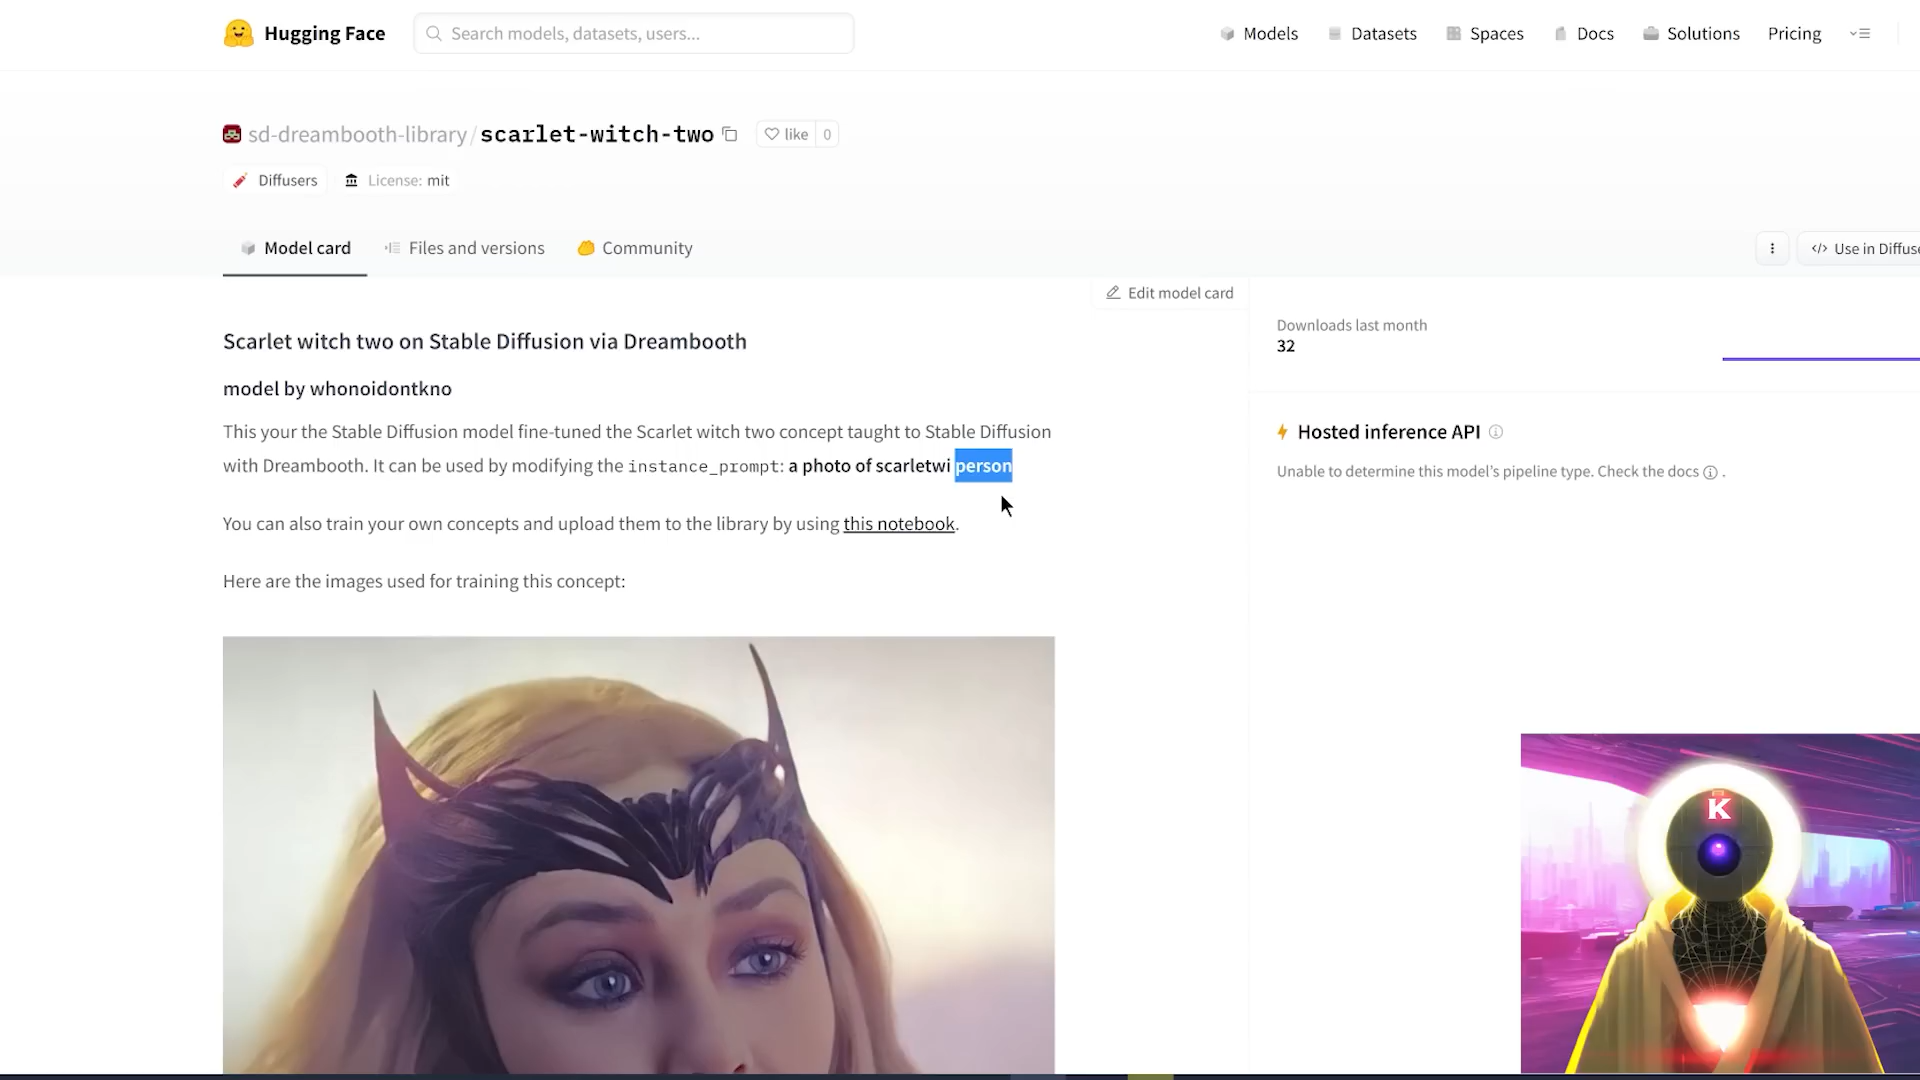 Hugging Face
Search models, datasets, users...
Models
Datasets
Spaces
Docs
Solutions
Pricing
sd-dreambooth-library/scarlet-witch-two
like 0
Diffusers
License: mit
Model card
Files and versions
Community
Use in Diffuse
Edit model card
Scarlet witch two on Stable Diffusion via Dreambooth
model by whonoidontkno
This your the Stable Diffusion model fine-tuned the Scarlet witch two concept taught to Stable Diffusion
with Dreambooth. It can be used by modifying the instance_prompt: a photo of scarletwi person
You can also train your own concepts and upload them to the library by using this notebook.
Here are the images used for training this concept:
Downloads last month
32
Hosted inference API
Unable to determine this model's pipeline type. Check the docs .
K